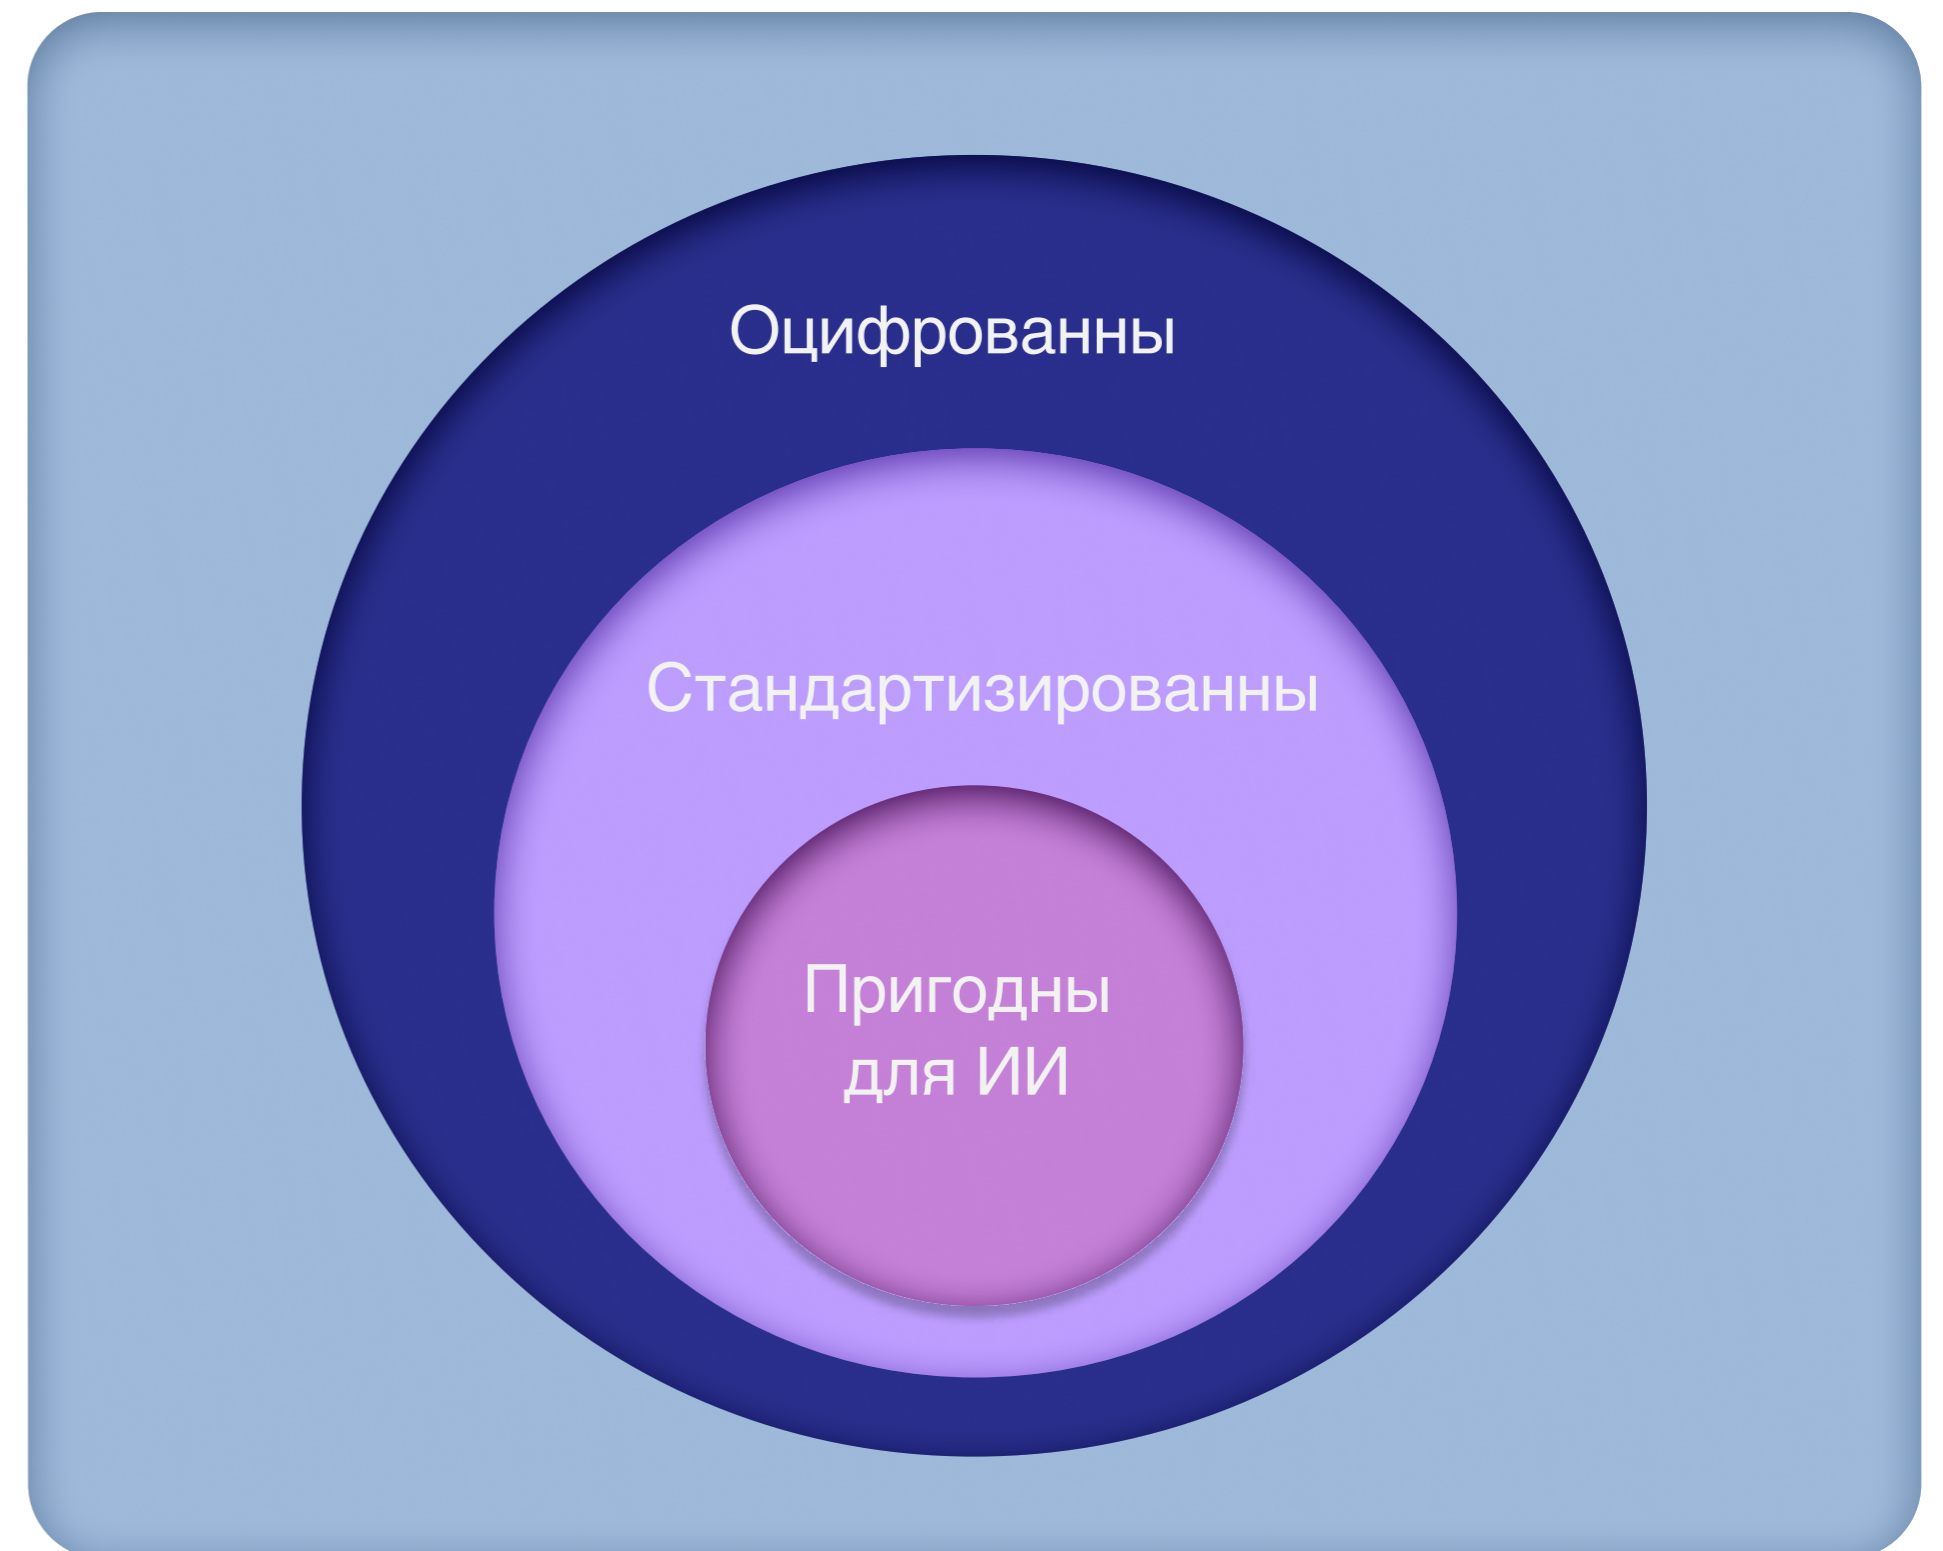 Оцифрованны
Стандартизированны
Пригодны
для ИИ